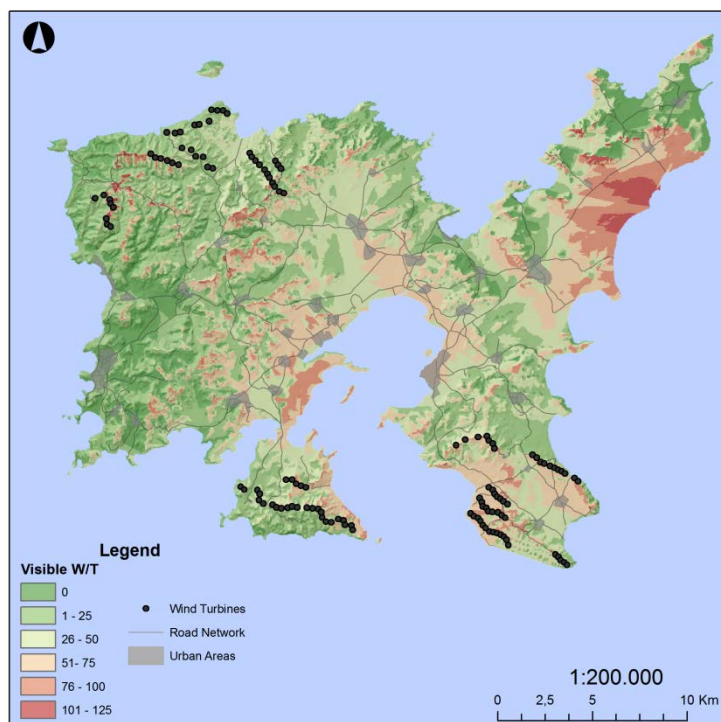 Legend
Visible W/T
0
1 - 25
26 - 50
51- 75
76 - 100
101 - 125
Wind Turbines
Road Network
Urban Areas
1:200.000
0 2,5 5 10 Km